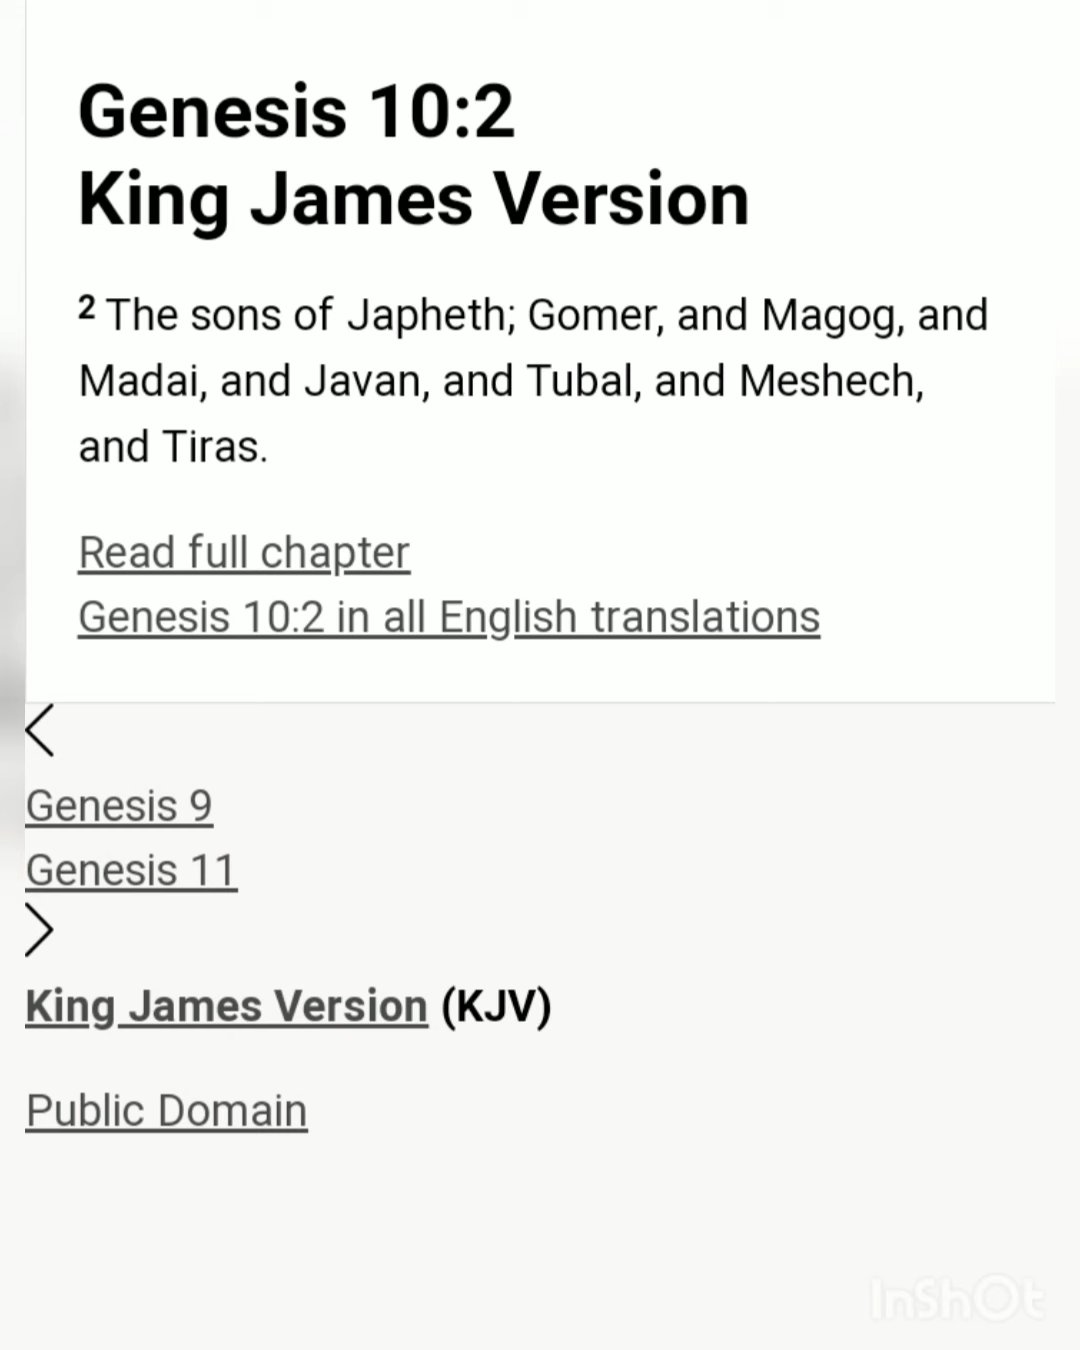 Genesis 10:2
King James Version
2 The sons of Japheth; Gomer, and Magog, and
Madai, and Javan, and Tubal, and Meshech,
and Tiras.
Read full chapter
Genesis 10:2 in all English translations
Genesis 9
Genesis 11
King James Version (KJV)
Public Domain
InShOt